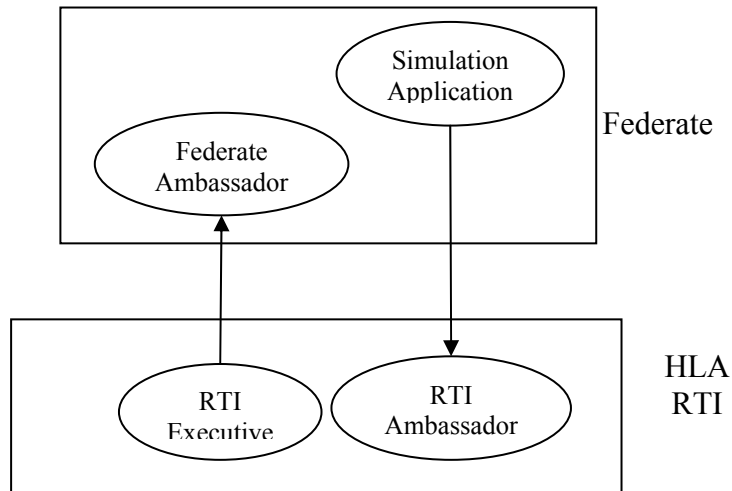 Simulation
Application
Federate
Federate
Ambassador
HLA
RTI
RTI
Executive
RTI
Ambassador